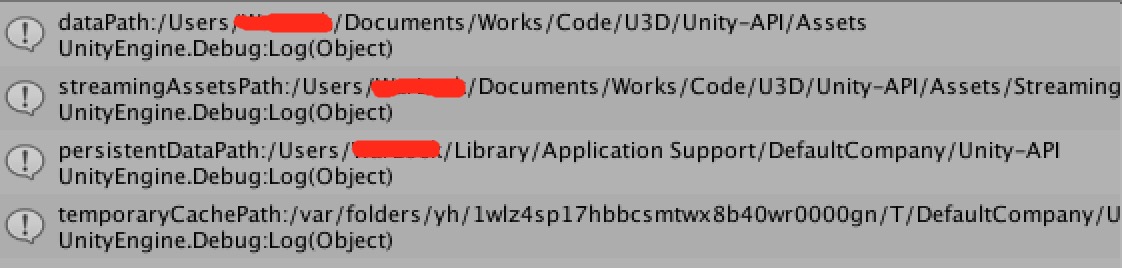 dataPath:/Users/ /Documents/Works/Code/U3D/Unity-API/Assets
UnityEngine.Debug:Log(Object)
streamingAssetsPath:/Users/ /Documents/Works/Code/U3D/Unity-API/Assets/Streaming
UnityEngine.Debug:Log(Object)
persistentDataPath:/Users/ /Library/Application Support/DefaultCompany/Unity-API
UnityEngine.Debug:Log(Object)
temporaryCachePath:/var/folders/yh/1wlz4sp17hbbcsmtwx8b40wr0000gn/T/DefaultCompany/U
UnityEngine.Debug:Log(Object)